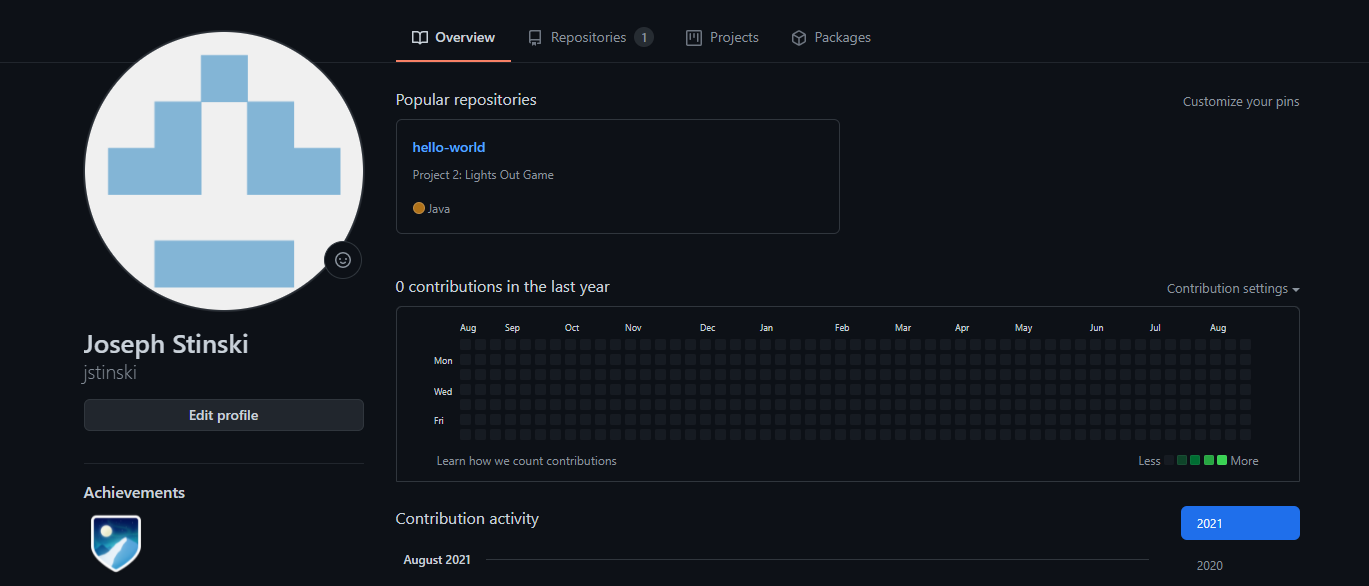 Overview Repositories 1 Projects Packages
Popular repositories Customize your pins
hello-world
Project 2: Lights Out Game
Java
0 contributions in the last year Contribution settings
Aug Sep Oct Nov Dec Jan Feb Mar Apr May Jun Jul Aug
Mon
Wed
Fri
Learn how we count contributions Less More
Joseph Stinski
jstinski
Edit profile
Achievements
Contribution activity
2021
August 2021
2020